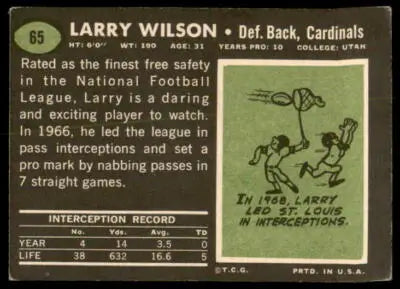 65
LARRY WILSON • Def. Back, Cardinals
HT: 6'0" WT: 190 AGE: 31 YEARS PRO: 10 COLLEGE: UTAH
Rated as the finest free safety
in the National Football
League, Larry is a daring
and exciting player to watch.
In 1966, he led the league in
pass interceptions and set a
pro mark by nabbing passes in
7 straight games.
INTERCEPTION RECORD
No. Yds. Avg. TD
YEAR 4 14 3.5 0
LIFE 38 632 16.6 5
IN 1968, LARRY
LED ST. LOUIS
IN INTERCEPTIONS.
©T.C.G. PRTD. IN U.S.A.